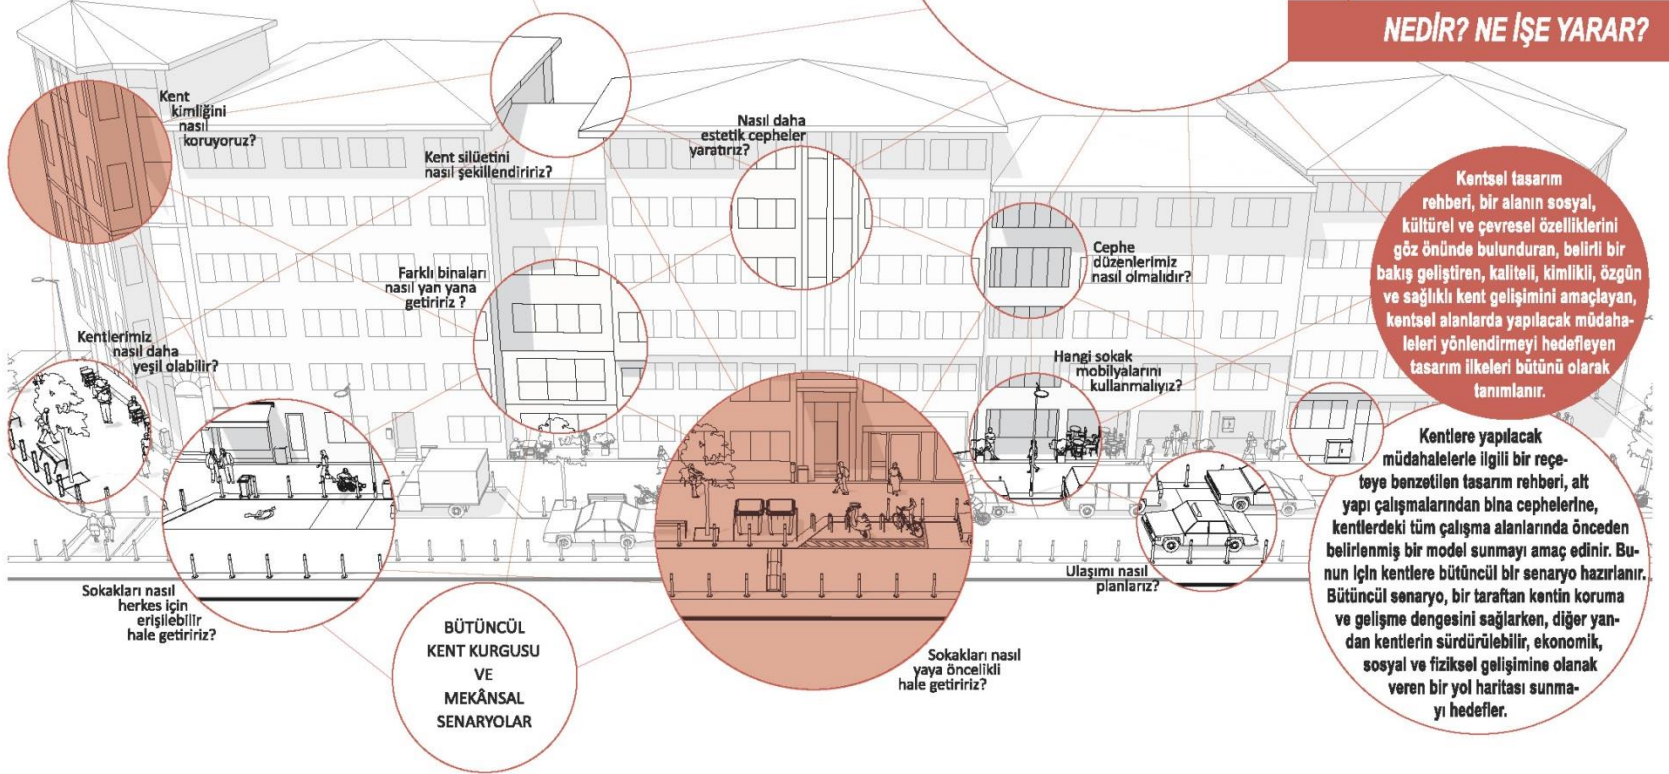 NEDİR? NE İŞE YARAR?
Kent
kimliğini
nasıl
koruyoruz?
Kent silüetini
nasıl şekillendiririz?
Nasıl daha
estetik cepheler
yaratırız?
Farklı binaları
nasıl yan yana
getiririz ?
Cephe
düzenlerimiz
nasıl olmalıdır?
Kentlerimiz
nasıl daha
yeşil olabilir?
Hangi sokak
mobilyalarını
kullanmalıyız?
Sokakları nasıl
herkes için
erişilebilir
hale getiririz?
BÜTÜNCÜL
KENT KURGUSU
VE
MEKÂNSAL
SENARYOLAR
Sokakları nasıl
yaya öncelikli
hale getiririz?
Ulaşımı nasıl
planlarız?
Kentsel tasarım
rehberi, bir alanın sosyal,
kültürel ve çevresel özelliklerini
göz önünde bulunduran, belirli bir
bakış geliştiren, kaliteli, kimlikli, özgün
ve sağlıklı kent gelişimini amaçlayan,
kentsel alanlarda yapılacak müdaha-
leleri yönlendirmeyi hedefleyen
tasarım ilkeleri bütünü olarak
tanımlanır.
Kentlere yapılacak
müdahalelerle ilgili bir reçe-
teye benzetilen tasarım rehberi, alt
yapı çalışmalarından bina cephelerine,
kentlerdeki tüm çalışma alanlarında önceden
belirlenmiş bir model sunmayı amaç edinir. Bu-
nun için kentlere bütüncül bir senaryo hazırlanır.
Bütüncül senaryo, bir taraftan kentin koruma
ve gelişme dengesini sağlarken, diğer yan-
dan kentlerin sürdürülebilir, ekonomik,
sosyal ve fiziksel gelişimine olanak
veren bir yol haritası sunma-
yı hedefler.